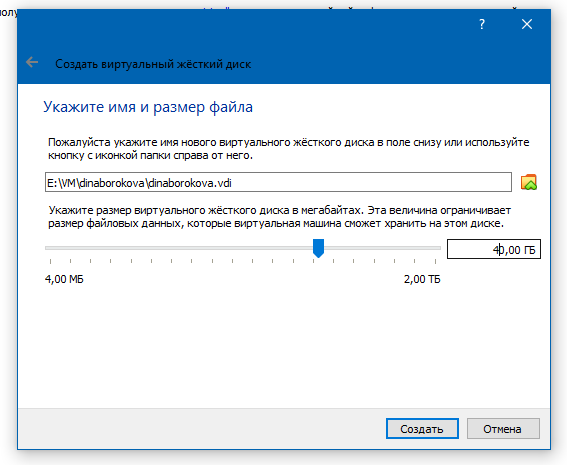 ?
Создать виртуальный жёсткий диск
Укажите имя и размер файла
Пожалуйста укажите имя нового виртуального жёсткого диска в поле снизу или используйте
кнопку с иконкой папки справа от него.
E:\VM\dinaborokova\dinaborokova.vdi
Укажите размер виртуального жёсткого диска в мегабайтах. Эта величина ограничивает
размер файловых данных, которые виртуальная машина сможет хранить на этом диске.
40,00 ГБ
4,00 МБ
2,00 ТБ
Создать
Отмена